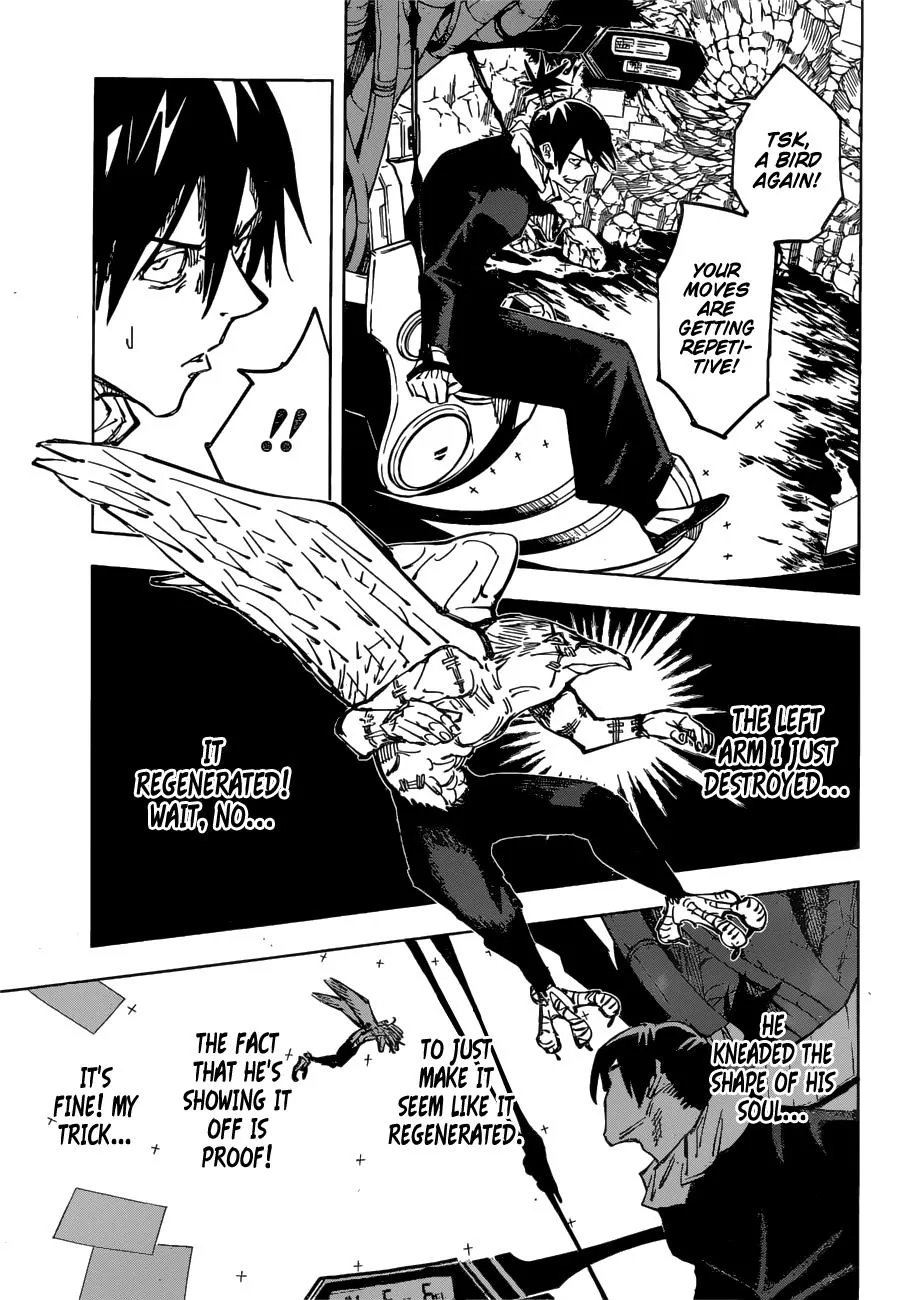 TSK,
A BIRD
AGAIN!
YOUR
MOVES ARE
GETTING
REPETI-
TIVE!
!!
THE LEFT
ARM I JUST
DESTROYED...
IT
REGENERATED!
WAIT, NO...
HE
KNEADED THE
SHAPE OF HIS
SOUL...
TO JUST
MAKE IT
SEEM LIKE IT
REGENERATED!
THE FACT
THAT HE'S
SHOWING IT
OFF IS
PROOF!
IT'S
FINE! MY
TRICK...